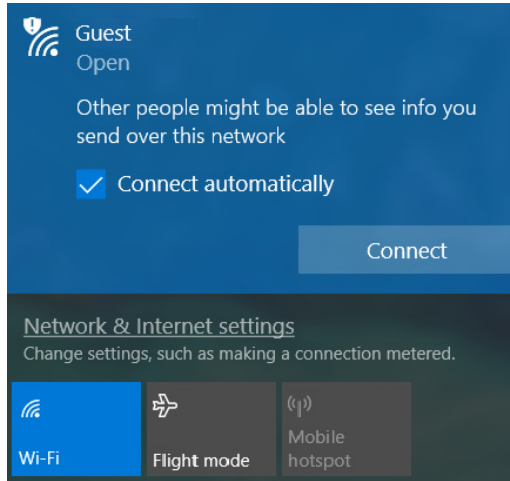 Guest
Open
Other people might be able to see info you
send over this network
Connect automatically
Connect
Network & Internet settings
Change settings, such as making a connection metered.
Wi-Fi
Flight mode
Mobile
hotspot